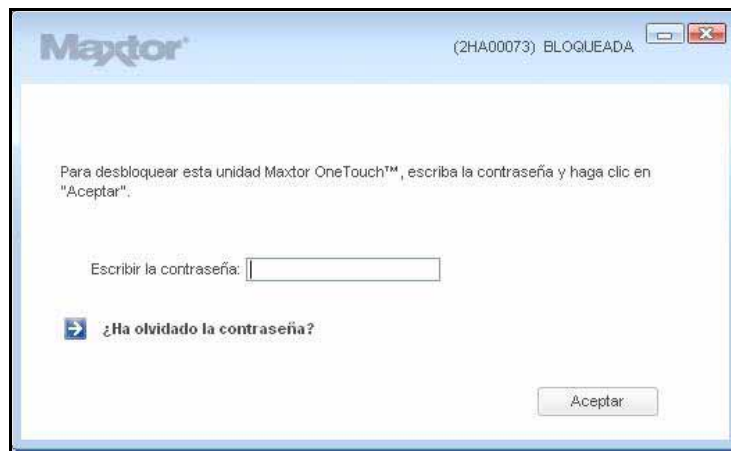 Maxtor
(2HA00073) BLOQUEADA
Para desbloquear esta unidad Maxtor OneTouch™, escriba la contraseña y haga clic en
"Aceptar".
Escribir la contraseña:
¿Ha olvidado la contraseña?
Aceptar